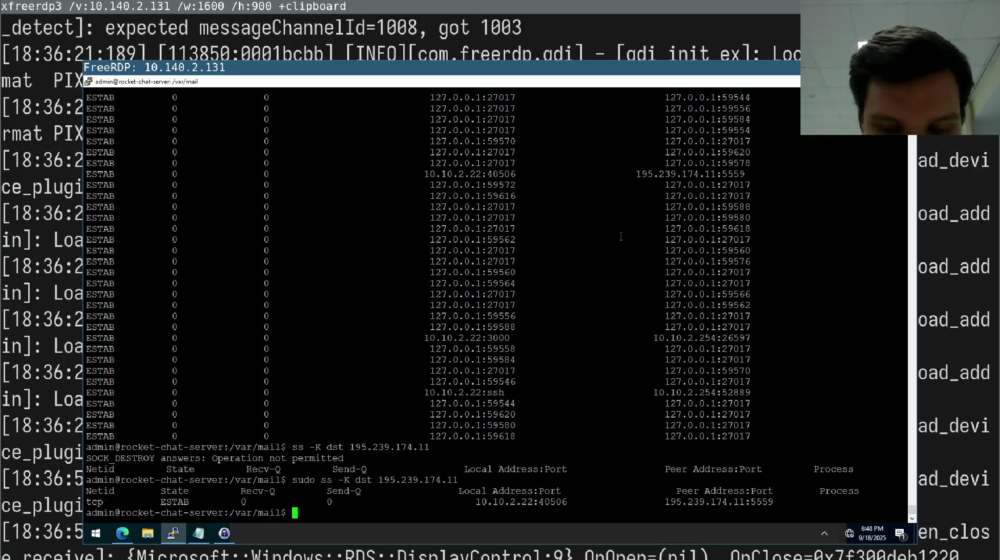 xfreerdp3 /v:10.140.2.131 /w:1600 /h:900 +clipboard
_detect]: expected messageChannelId=1008, got 1003
[18:36:21:189] [113850:0001bcbb] [INFO][com.freerdp.gdi] - [gdi_init_ex]: Loc
FreeRDP: 10.140.2.131
mat PIX
admin@rocket-chat-server: /var/mail
ESTAB 0 0 127.0.0.1:27017 127.0.0.1:59544
[18:36:2
ESTAB 0 0 127.0.0.1:27017 127.0.0.1:59556
ESTAB 0 0 127.0.0.1:27017 127.0.0.1:59584
rmat PIX
ESTAB 0 0 127.0.0.1:27017 127.0.0.1:59554
ESTAB 0 0 127.0.0.1:59570 127.0.0.1:27017
ESTAB 0 0 127.0.0.1:27017 127.0.0.1:59620
[18:36:2 ad_devi
ESTAB 0 0 127.0.0.1:27017 127.0.0.1:59578
ESTAB 0 0 10.10.2.22:40506 195.239.174.11:5559
ESTAB 0 0 127.0.0.1:59572 127.0.0.1:27017
ce_plugi
ESTAB 0 0 127.0.0.1:59616 127.0.0.1:27017
ESTAB 0 0 127.0.0.1:27017 127.0.0.1:59588
[18:36:2 oad_add
ESTAB 0 0 127.0.0.1:27017 127.0.0.1:59580
ESTAB 0 0 127.0.0.1:27017 127.0.0.1:59618
ESTAB 0 0 127.0.0.1:59562 127.0.0.1:27017
in]: Loa
ESTAB 0 0 127.0.0.1:27017 127.0.0.1:59560
ESTAB 0 0 127.0.0.1:27017 127.0.0.1:59576
[18:36:2 oad_add
ESTAB 0 0 127.0.0.1:59560 127.0.0.1:27017
ESTAB 0 0 127.0.0.1:59564 127.0.0.1:27017
ESTAB 0 0 127.0.0.1:27017 127.0.0.1:59566
in]: Loa
ESTAB 0 0 127.0.0.1:27017 127.0.0.1:59562
ESTAB 0 0 127.0.0.1:59556 127.0.0.1:27017
[18:36:2 oad_add
ESTAB 0 0 127.0.0.1:59588 127.0.0.1:27017
ESTAB 0 0 10.10.2.22:3000 10.10.2.254:26597
in]: Loa
ESTAB 0 0 127.0.0.1:59558 127.0.0.1:27017
ESTAB 0 0 127.0.0.1:59584 127.0.0.1:27017
ESTAB 0 0 127.0.0.1:27017 127.0.0.1:59570
[18:36:2 oad_add
ESTAB 0 0 127.0.0.1:59546 127.0.0.1:27017
ESTAB 0 0 10.10.2.22:ssh 10.10.2.254:52889
in]: Loa
ESTAB 0 0 127.0.0.1:59544 127.0.0.1:27017
ESTAB 0 0 127.0.0.1:59620 127.0.0.1:27017
ESTAB 0 0 127.0.0.1:59580 127.0.0.1:27017
[18:36:2 ad_devi
ESTAB 0 0 127.0.0.1:59618 127.0.0.1:27017
admin@rocket-chat-server:/var/mail$ ss -K dst 195.239.174.11
ce_plugi
SOCK_DESTROY answers: Operation not permitted
Netid State Recv-Q Send-Q Local Address:Port Peer Address:Port Process
[18:36:5 ad_devi
admin@rocket-chat-server:/var/mail$ sudo ss -K dst 195.239.174.11
Netid State Recv-Q Send-Q Local Address:Port Peer Address:Port Process
tcp ESTAB 0 0 10.10.2.22:40506 195.239.174.11:5559
ce_plugi
admin@rocket-chat-server:/var/mail$
[18:36:5 en_clos
6:48 PM
9/18/2025
1
e_receive]: {Microsoft::Windows::RDS::DisplayControl:9} OnOpen=(nil), OnClose=0x7f300deb1220